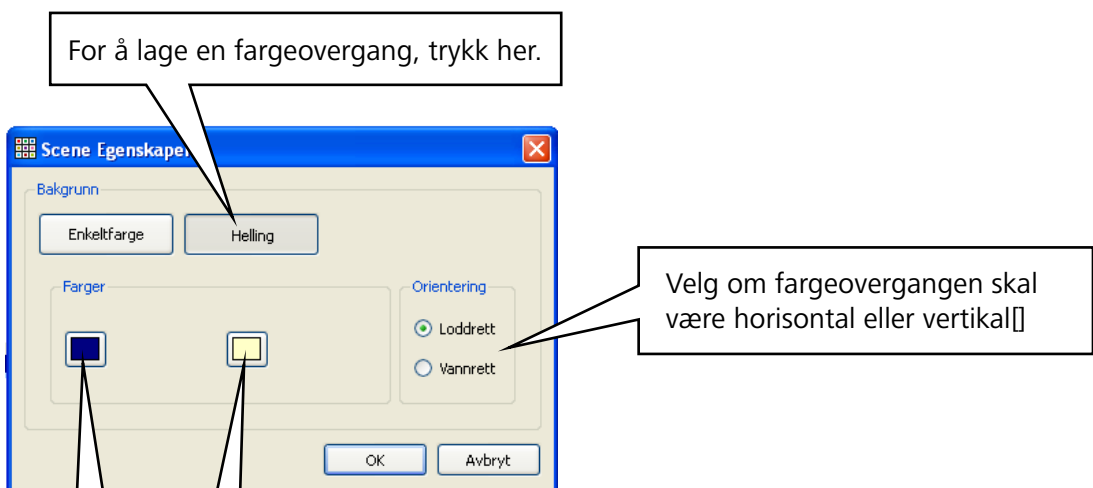 For å lage en fargeovergang, trykk her.
Scene Egenskaper
Bakgrunn
Enkeltfarge
Helling
Farger
Orientering
Loddrett
Vannrett
Velg om fargeovergangen skal
være horisontal eller vertikal[]
OK
Avbryt